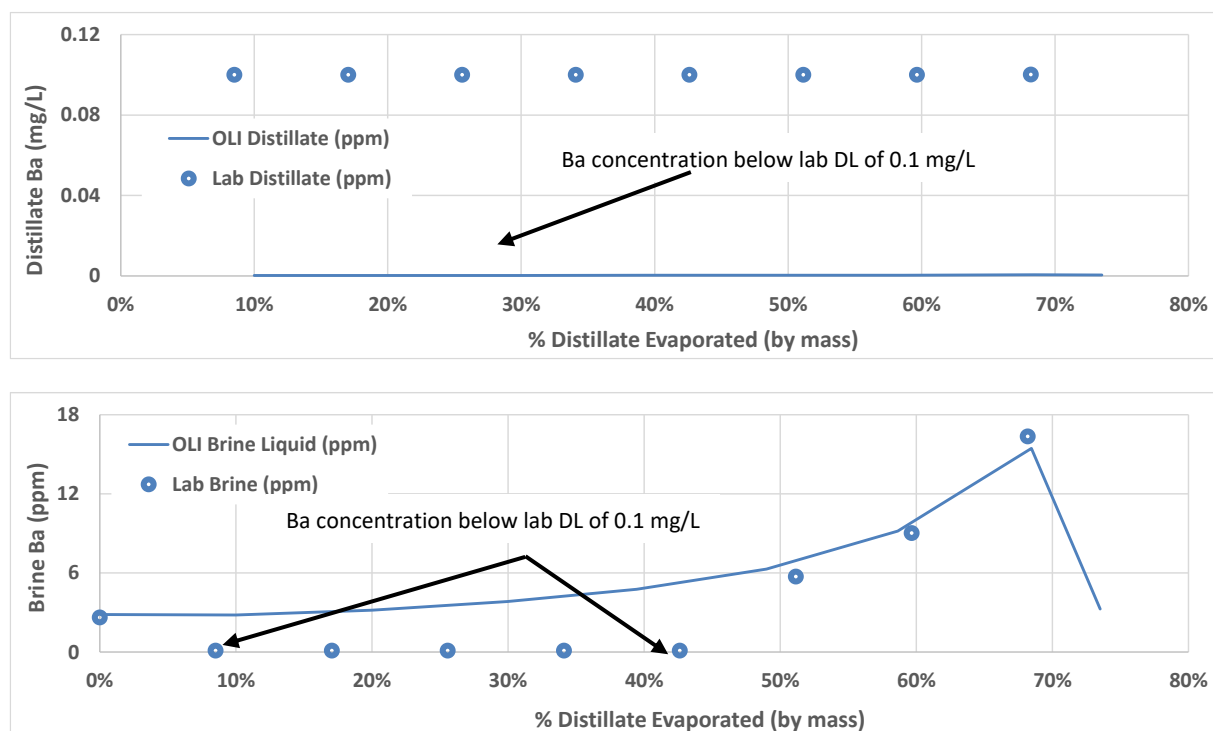 0.12
0.08
0.04
0
Distillate Ba (mg/L)
OLI Distillate (ppm)
Lab Distillate (ppm)
Ba concentration below lab DL of 0.1 mg/L
0% 10% 20% 30% 40% 50% 60% 70% 80%
% Distillate Evaporated (by mass)
18
12
6
0
Brine Ba (ppm)
OLI Brine Liquid (ppm)
Lab Brine (ppm)
Ba concentration below lab DL of 0.1 mg/L
0% 10% 20% 30% 40% 50% 60% 70% 80%
% Distillate Evaporated (by mass)